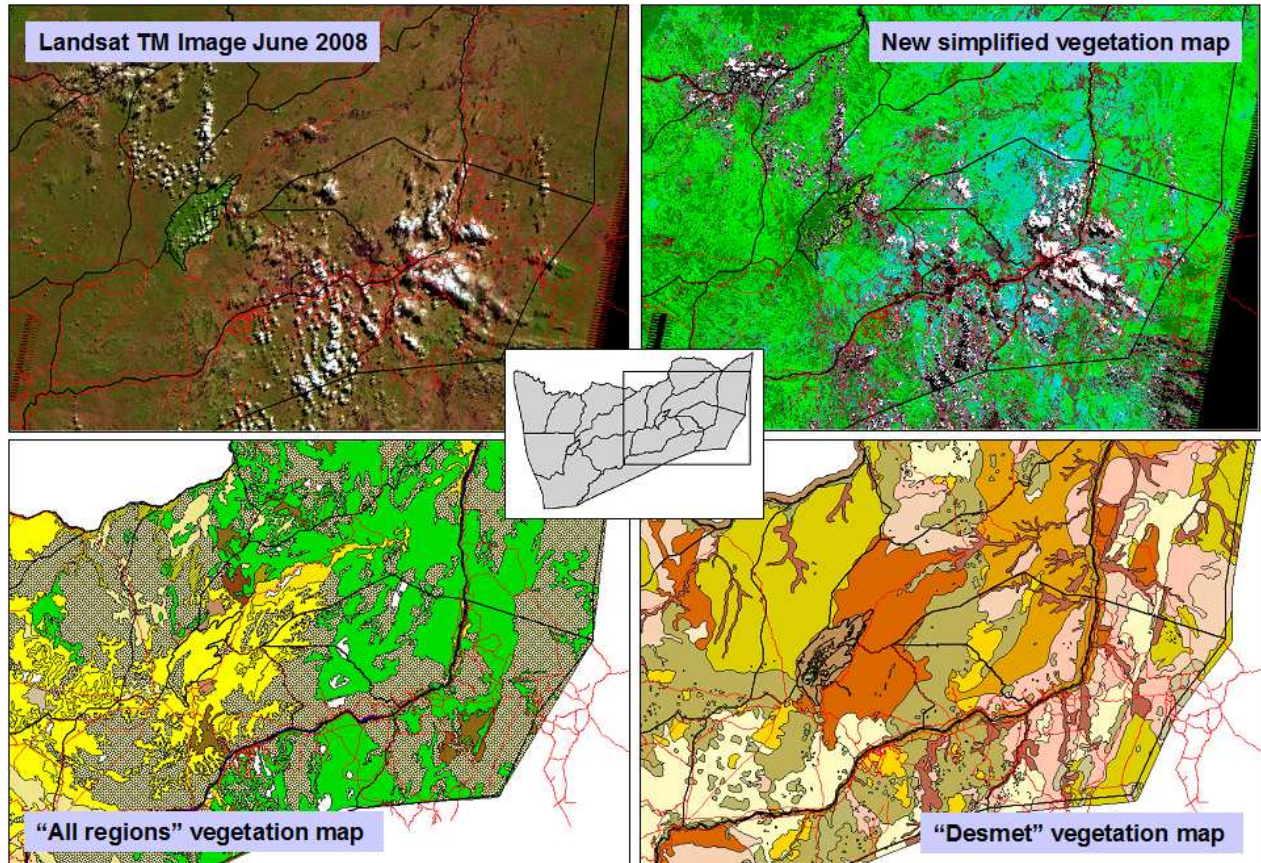 Landsat TM Image June 2008
New simplified vegetation map
“All regions” vegetation map
“Desmet” vegetation map